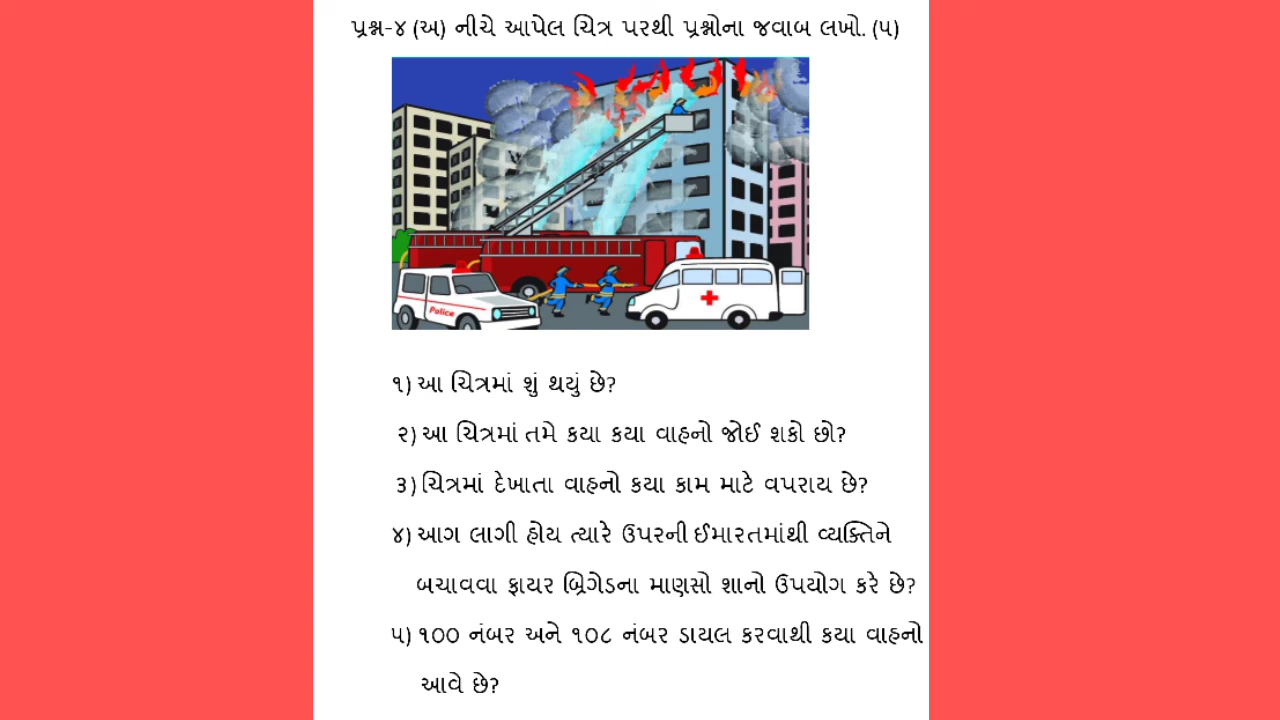 પ્રશ્ન-૪ (અ) નીચે આપેલ ચિત્ર પરથી પ્રશ્નોના જવાબ લખો. (૫)
Police
૧) આ ચિત્રમાં શું થયું છે?
૨) આ ચિત્રમાં તમે કયા કયા વાહનો જોઈ શકો છો?
૩) ચિત્રમાં દેખાતા વાહનો કયા કામ માટે વપરાય છે?
૪) આગ લાગી હોય ત્યારે ઉપરની ઈમારતમાંથી વ્યક્તિને
બચાવવા ફાયર બ્રિગેડના માણસો શાનો ઉપયોગ કરે છે?
૫) ૧૦૦ નંબર અને ૧૦૮ નંબર ડાયલ કરવાથી કયા વાહનો
આવે છે?